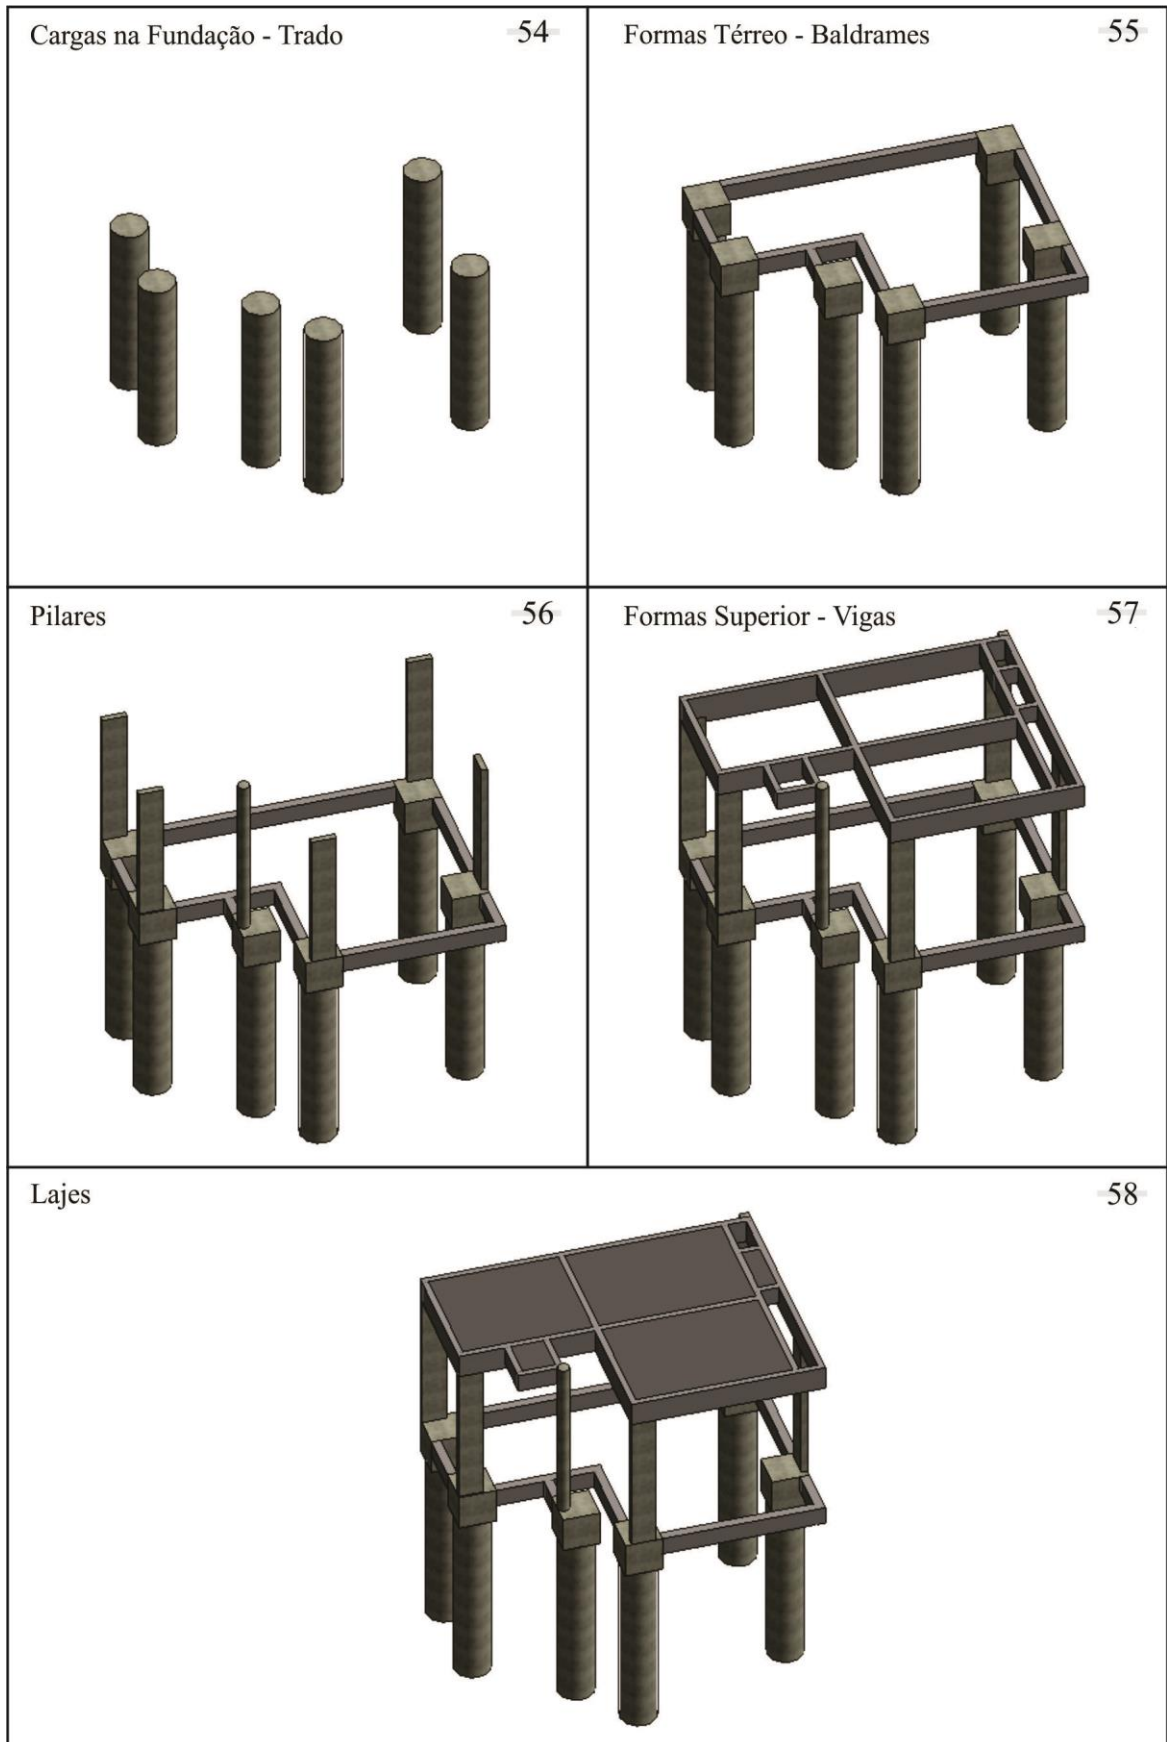 Cargas na Fundação - Trado 54
Formas Térreo - Baldrames 55
Pilares 56
Formas Superior - Vigas 57
Lajes 58